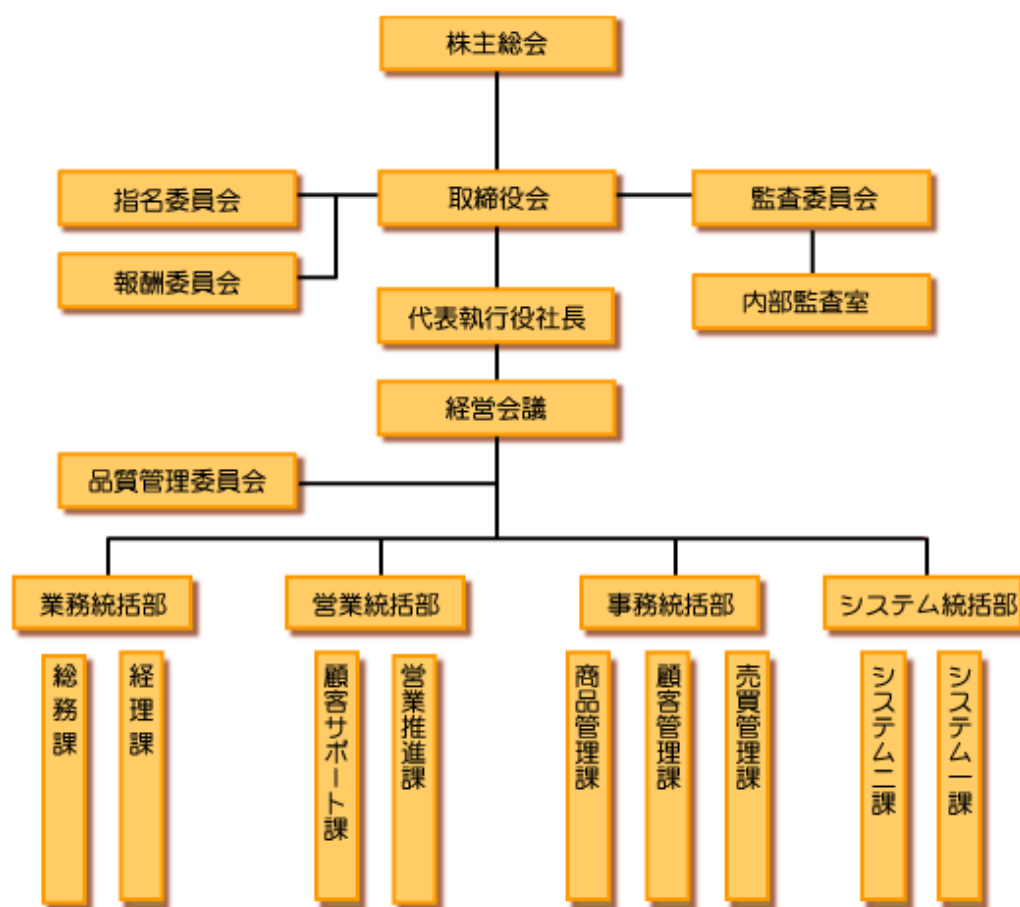 株主総会
指名委員会
取締役会
監査委員会
報酬委員会
代表執行役社長
内部監査室
経営会議
品質管理委員会
業務統括部
営業統括部
事務統括部
システム統括部
総務課
経理課
顧客サポート課
営業推進課
商品管理課
顧客管理課
売買管理課
システム二課
システム一課